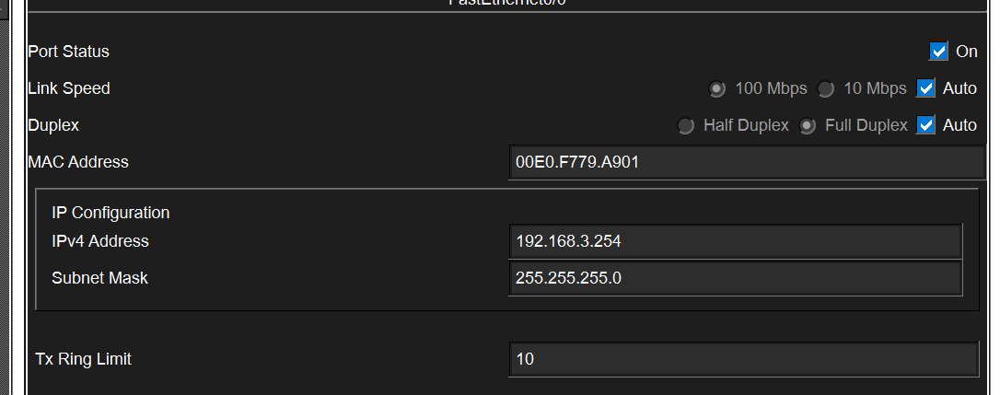 FastEthernet0/0
Port Status On
Link Speed 100 Mbps 10 Mbps Auto
Duplex Half Duplex Full Duplex Auto
MAC Address 00E0.F779.A901
IP Configuration
IPv4 Address 192.168.3.254
Subnet Mask 255.255.255.0
Tx Ring Limit 10